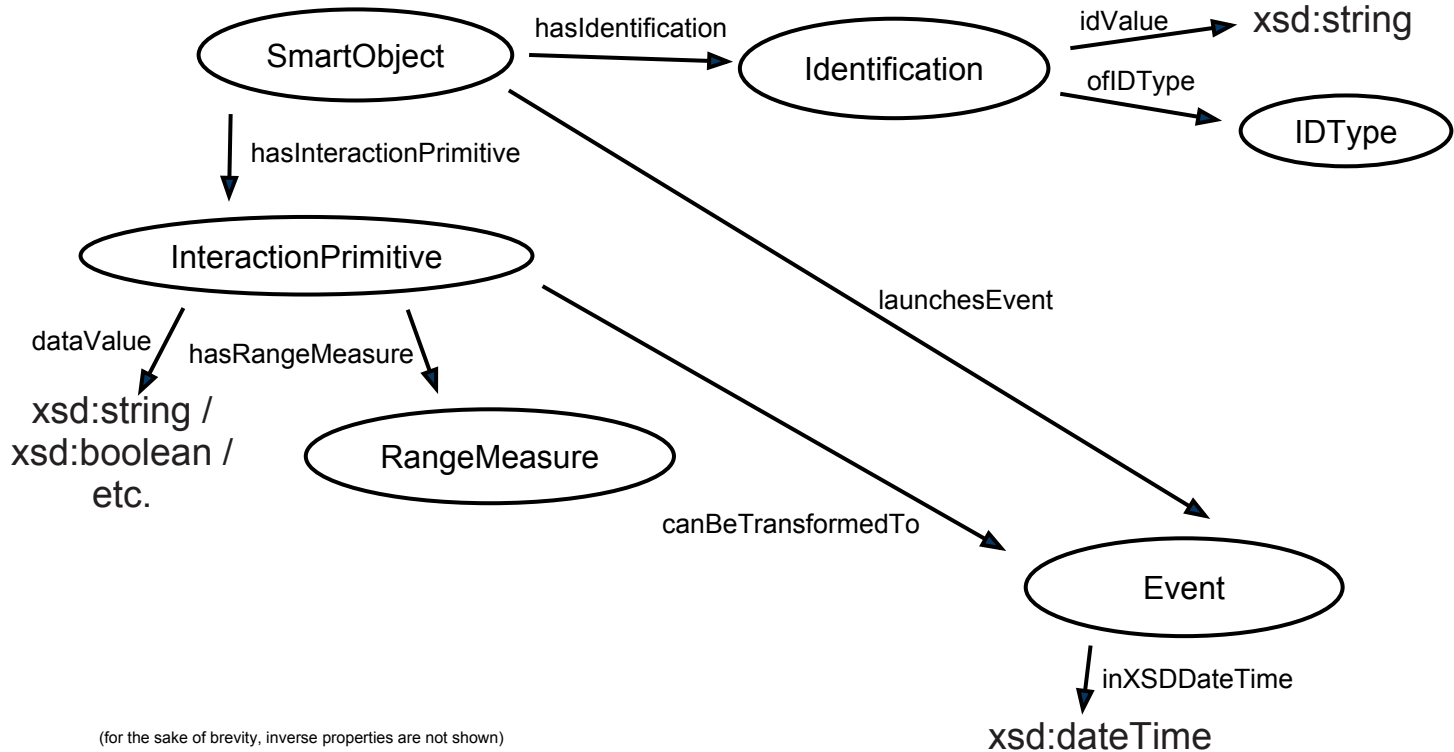 SmartObject
hasIdentification
Identification
idValue
xsd:string
ofIDType
IDType
hasInteractionPrimitive
InteractionPrimitive
launchesEvent
dataValue
hasRangeMeasure
xsd:string /
xsd:boolean /
etc.
RangeMeasure
canBeTransformedTo
Event
inXSDDateTime
xsd:dateTime
(for the sake of brevity, inverse properties are not shown)